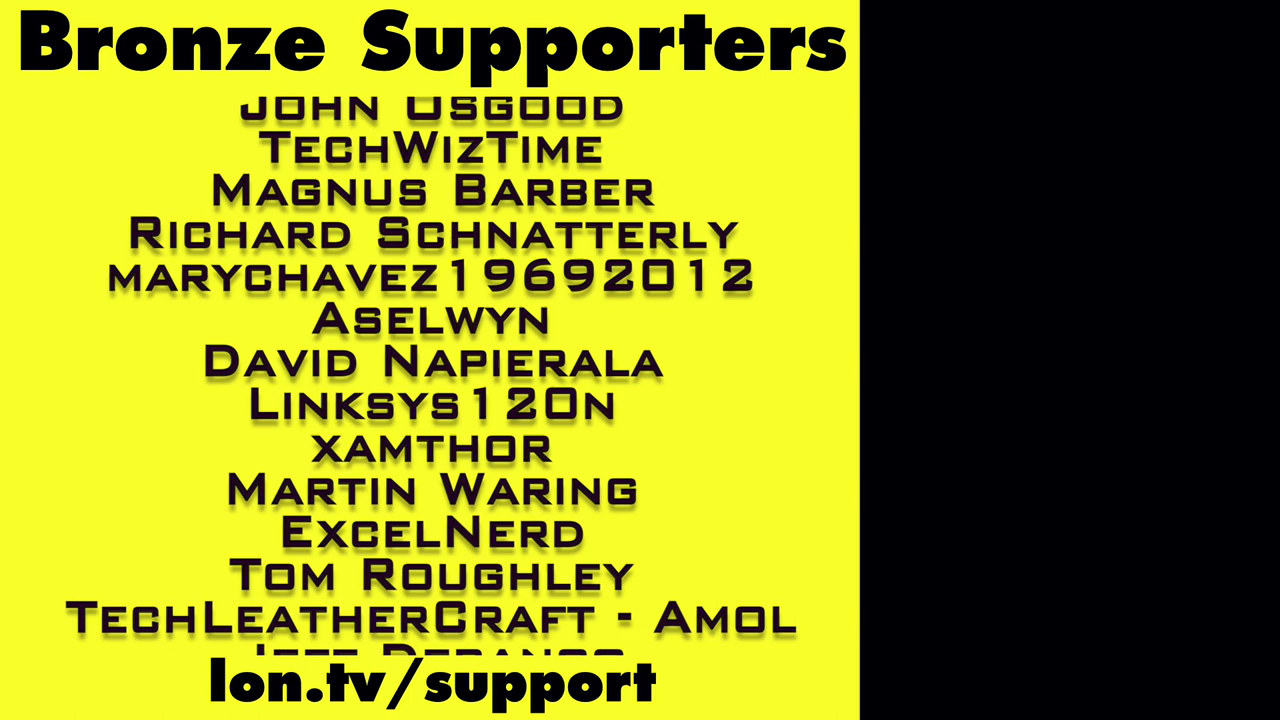 Bronze Supporters
John Osgood
TechWizTime
Magnus Barber
Richard Schnatterly
marychavez19692012
Aselwyn
David Napierala
Linksys120n
xamthor
Martin Waring
ExcelNerd
Tom Roughley
TechLeatherCraft - Amol
lon.tv/support